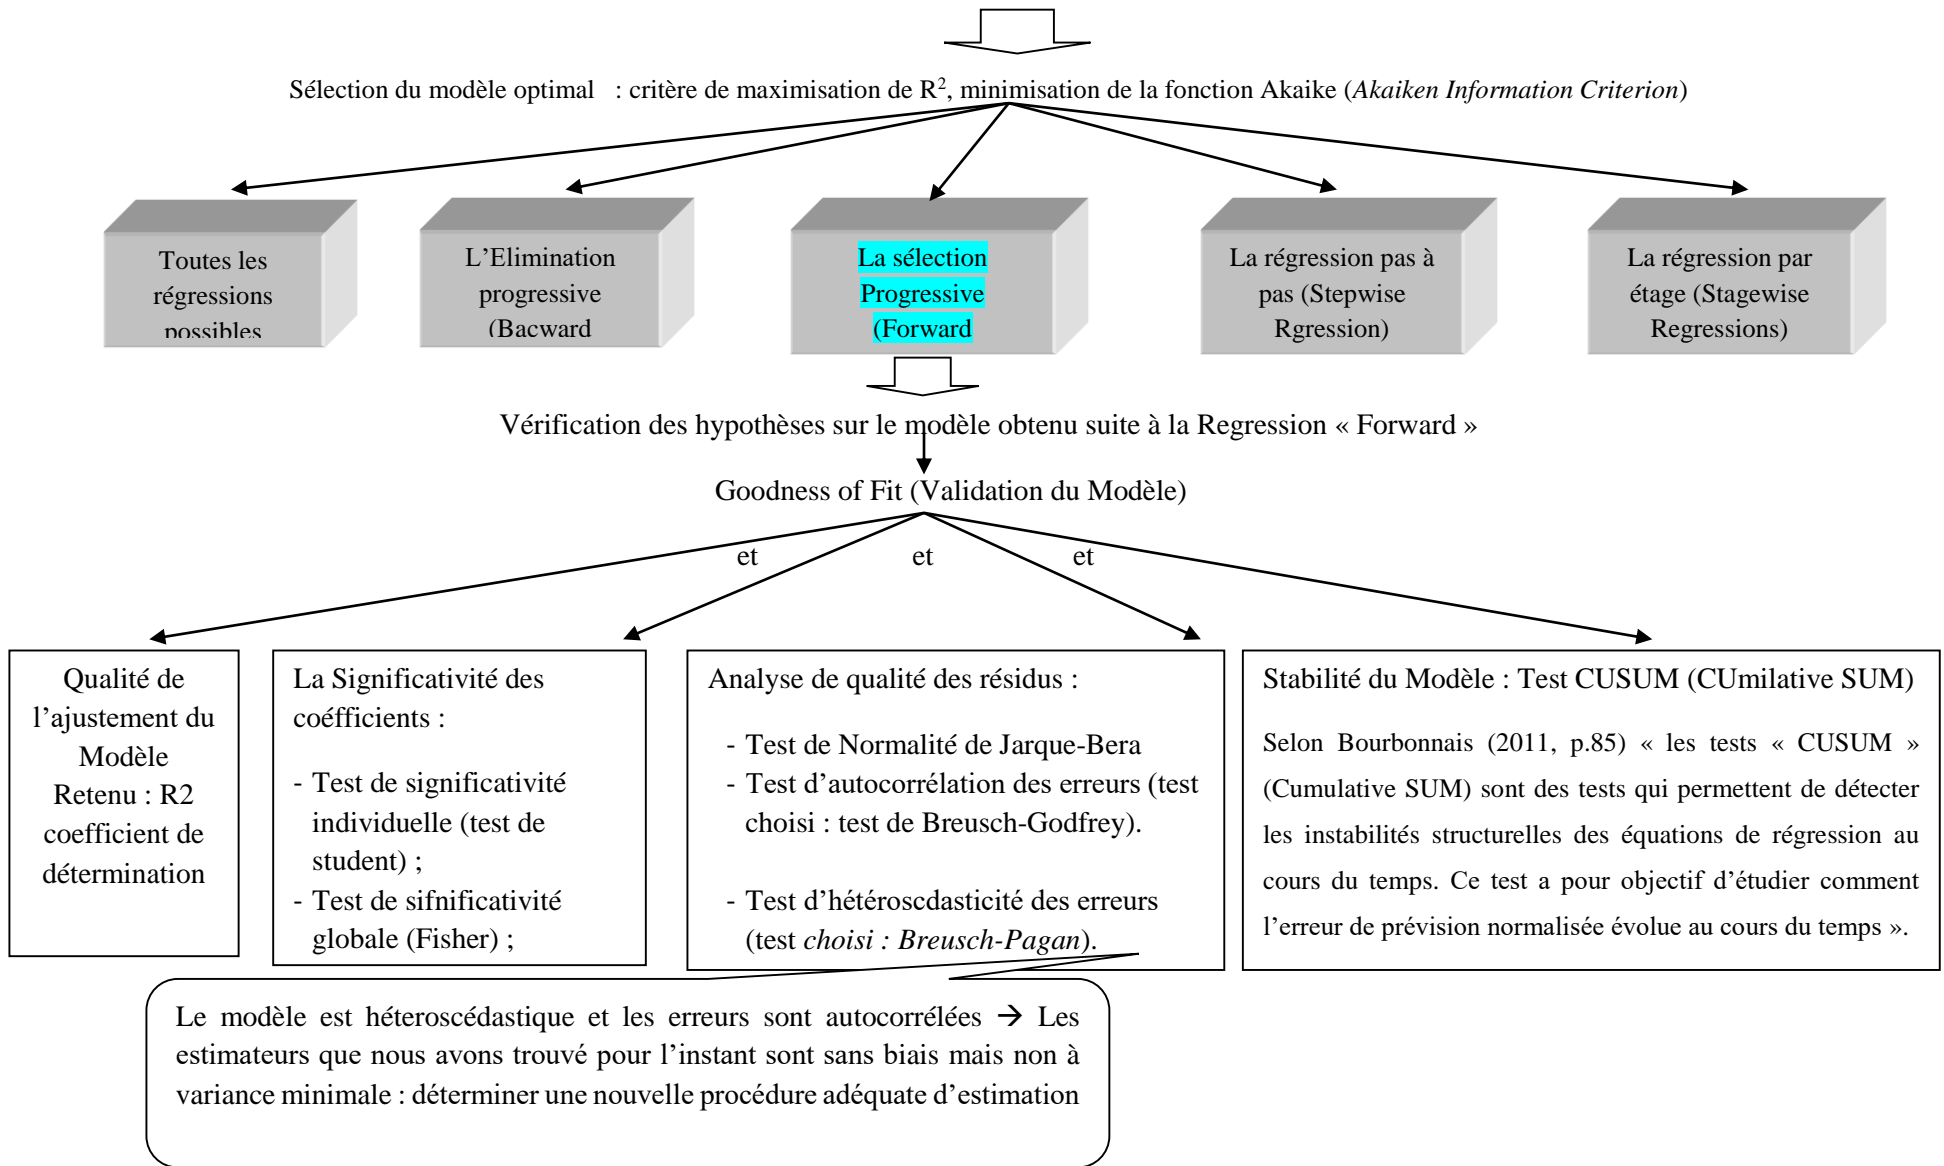 Sélection du modèle optimal : critère de maximisation de R², minimisation de la fonction Akaike (Akaiken Information Criterion)
Toutes les
régressions
possibles
L’Elimination
progressive
(Bacward
La sélection
Progressive
(Forward
La régression pas à
pas (Stepwise
Rgression)
La régression par
étage (Stagewise
Regressions)
Vérification des hypothèses sur le modèle obtenu suite à la Regression « Forward »
Goodness of Fit (Validation du Modèle)
et
et
et
Qualité de
l’ajustement du
Modèle
Retenu : R2
coefficient de
détermination
La Significativité des
coéfficients :
- Test de significativité
individuelle (test de
student) ;
- Test de sifnificativité
globale (Fisher) ;
Analyse de qualité des résidus :
- Test de Normalité de Jarque-Bera
- Test d’autocorrélation des erreurs (test
choisi : test de Breusch-Godfrey).
- Test d’hétéroscdasticité des erreurs
(test choisi : Breusch-Pagan).
Stabilité du Modèle : Test CUSUM (CUmilative SUM)
Selon Bourbonnais (2011, p.85) « les tests « CUSUM »
(Cumulative SUM) sont des tests qui permettent de détecter
les instabilités structurelles des équations de régression au
cours du temps. Ce test a pour objectif d’étudier comment
l’erreur de prévision normalisée évolue au cours du temps ».
Le modèle est héteroscédastique et les erreurs sont autocorrélées → Les
estimateurs que nous avons trouvé pour l’instant sont sans biais mais non à
variance minimale : déterminer une nouvelle procédure adéquate d’estimation